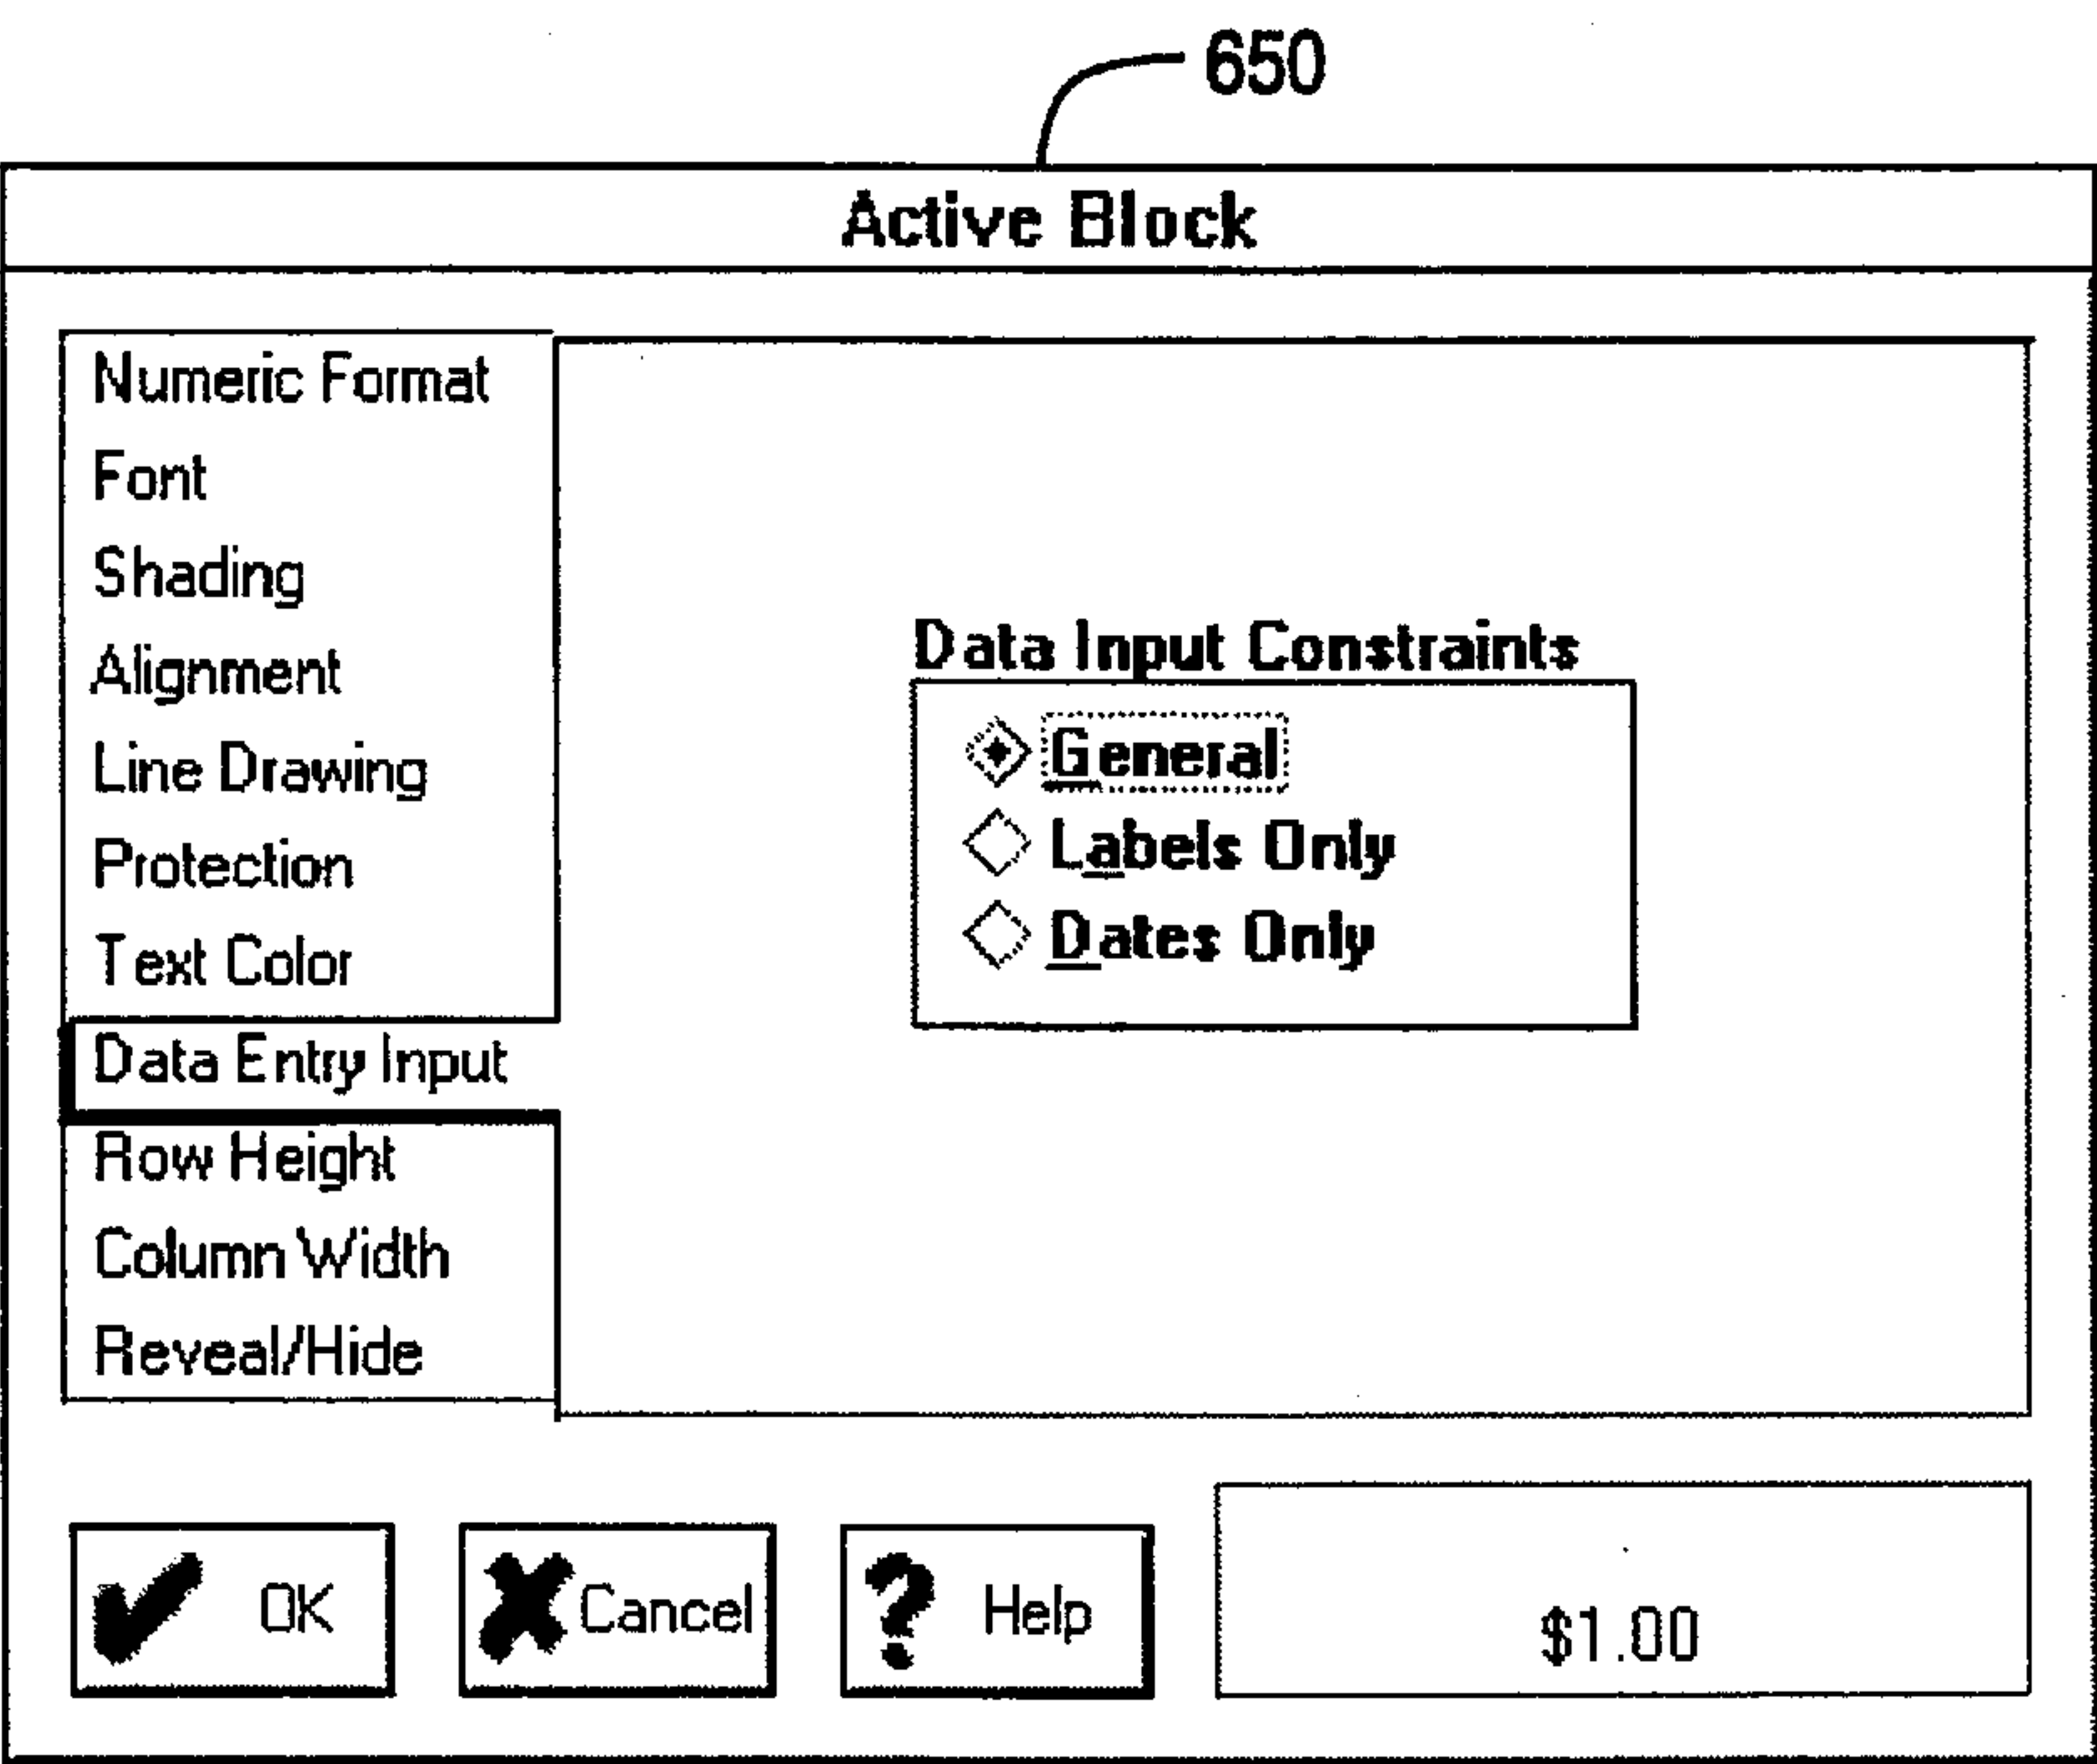 650
Active Block
Numeric Format
Font
Shading
Alignment
Line Drawing
Protection
Text Color
Data Entry Input
Row Height
Column Width
Reveal/Hide
Data Input Constraints
General
Labels Only
Dates Only
OK
Cancel
Help
$1.00